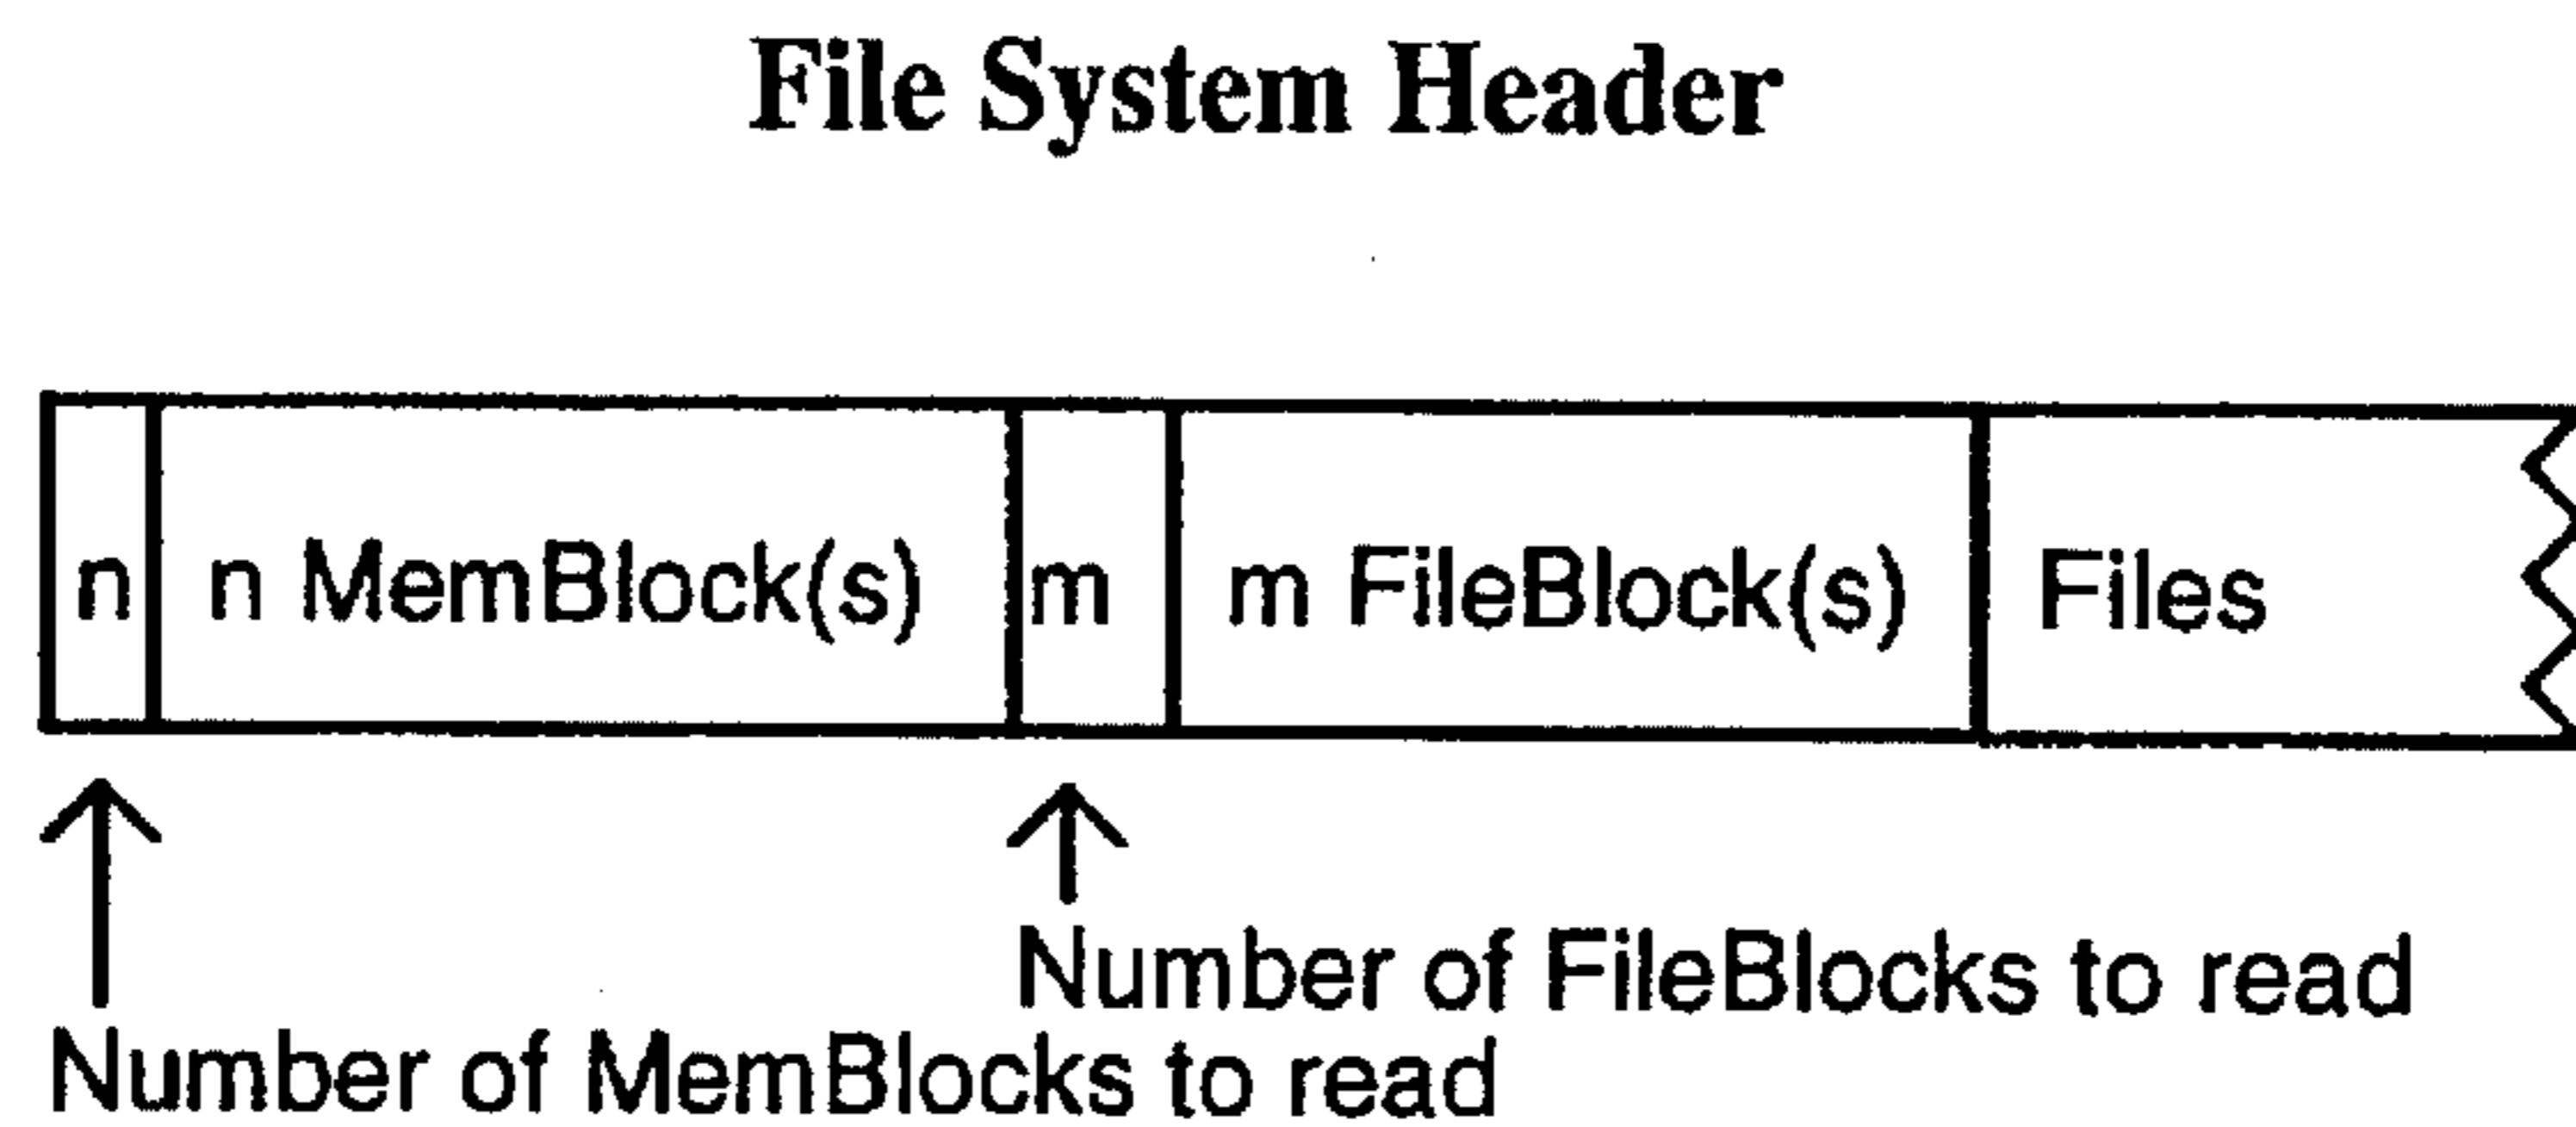 File System Header
n
n MemBlock(s)
m
m FileBlock(s)
Files
Number of FileBlocks to read
Number of MemBlocks to read